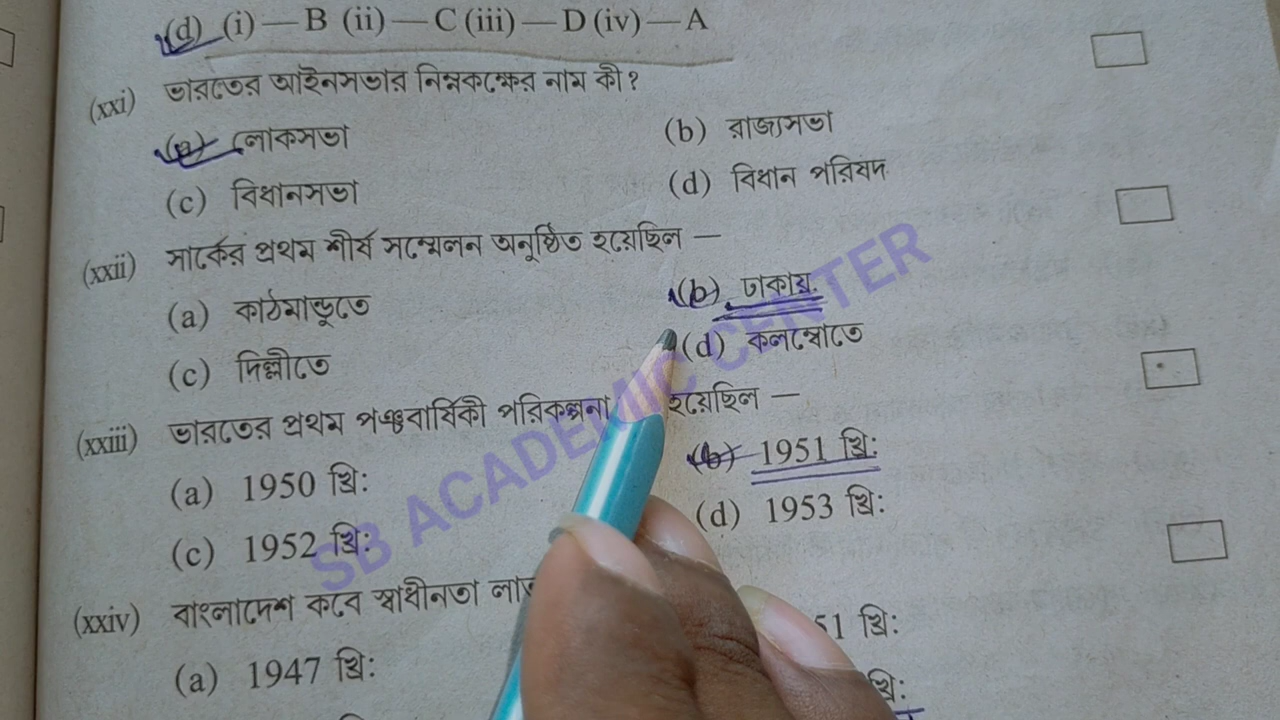 (d) (i) — B (ii) — C (iii) — D (iv) — A
(xxi) ভারতের আইনসভার নিম্নকক্ষের নাম কী?
(a) লোকসভা (b) রাজ্যসভা
(c) বিধানসভা (d) বিধান পরিষদ
(xxii) সার্কের প্রথম শীর্ষ সম্মেলন অনুষ্ঠিত হয়েছিল —
(a) কাঠমান্ডুতে (b) ঢাকায়
(c) দিল্লীতে (d) কলম্বোতে
(xxiii) ভারতের প্রথম পঞ্চবার্ষিকী পরিকল্পনা হয়েছিল —
(a) 1950 খ্রি: (b) 1951 খ্রি:
(c) 1952 খ্রি: (d) 1953 খ্রি:
(xxiv) বাংলাদেশ কবে স্বাধীনতা
(a) 1947 খ্রি: 51 খ্রি:
খ্রি:
SB ACADEMIC CENTER